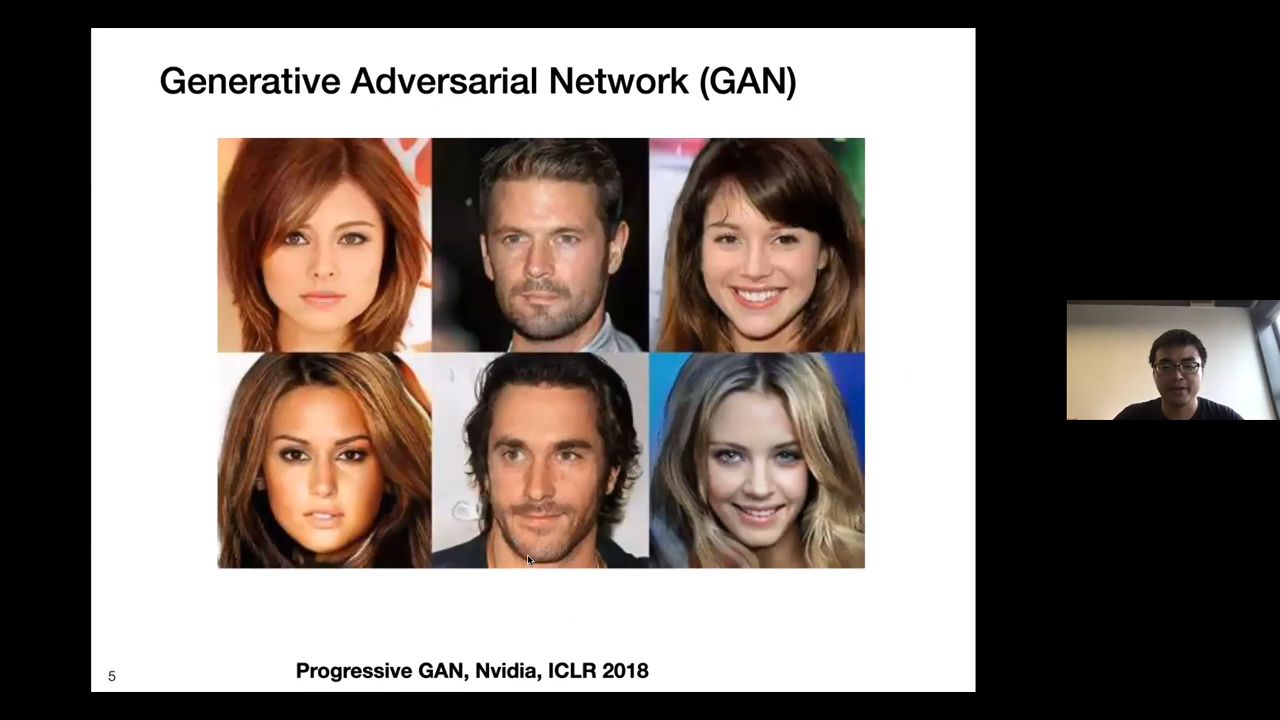 Generative Adversarial Network (GAN)
5
Progressive GAN, Nvidia, ICLR 2018